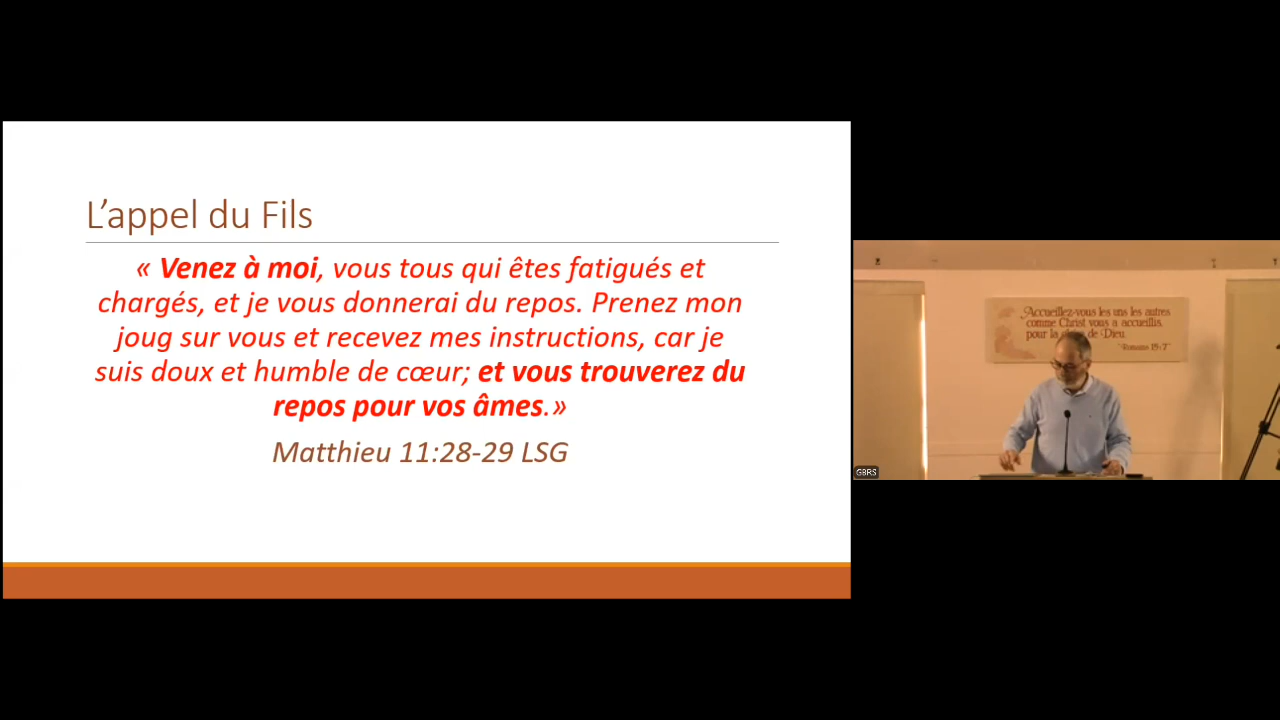 L’appel du Fils
« Venez à moi, vous tous qui êtes fatigués et
chargés, et je vous donnerai du repos. Prenez mon
joug sur vous et recevez mes instructions, car je
suis doux et humble de cœur; et vous trouverez du
repos pour vos âmes.»
Matthieu 11:28-29 LSG
Accueillez-vous les uns les autres
comme Christ vous a accueillis,
pour la de Dieu.
Romains 15:7
GBRS